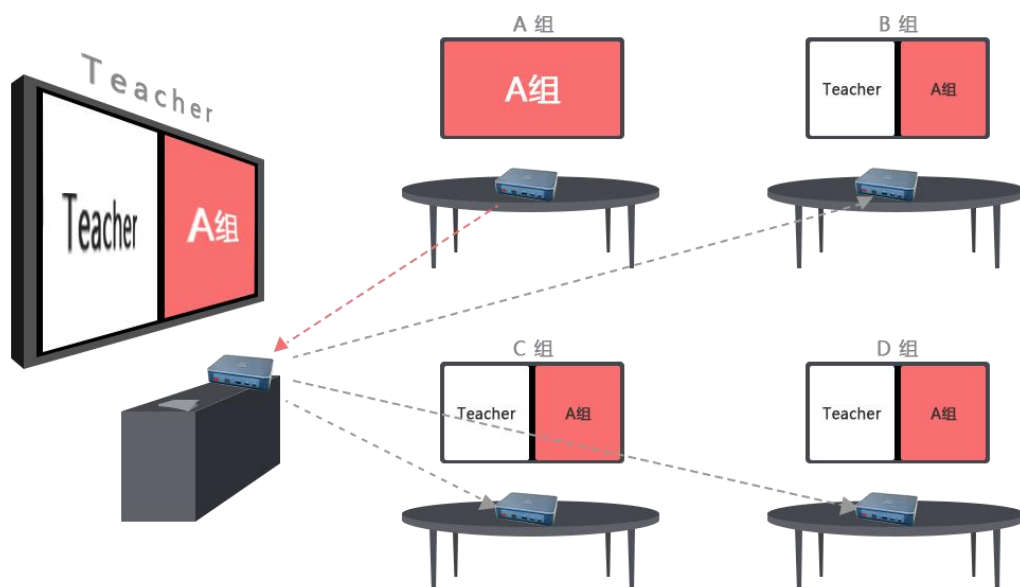 Teacher
Teacher
A组
A 组
A组
B 组
Teacher
A组
C 组
Teacher
A组
D 组
Teacher
A组